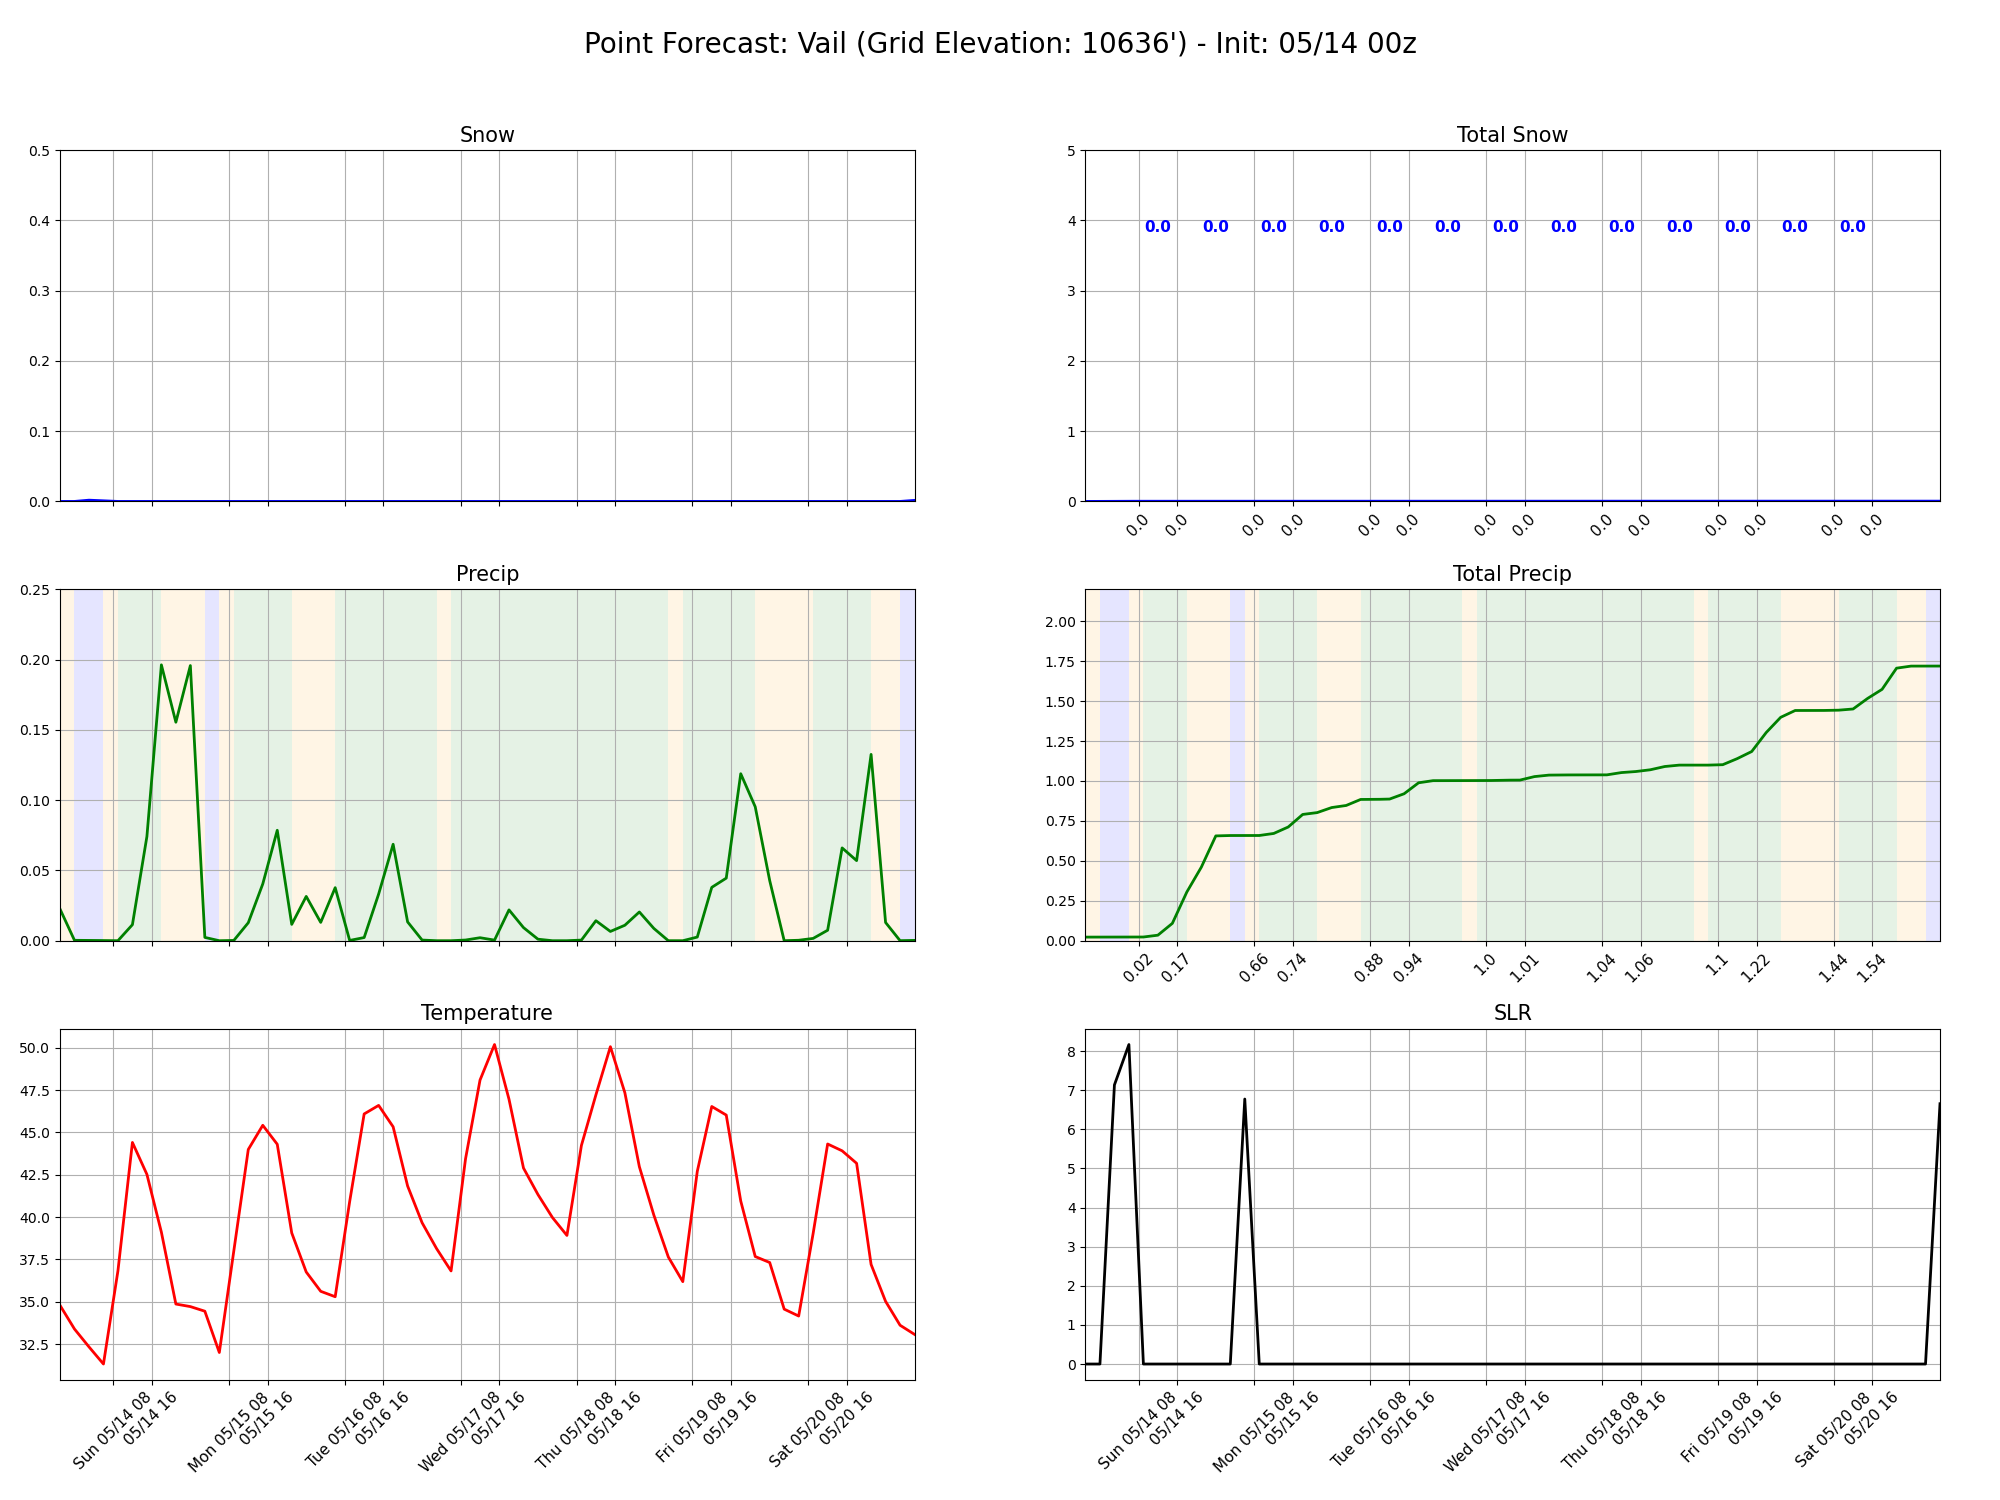 Point Forecast: Vail (Grid Elevation: 10636') - Init: 05/14 00z
Snow
0.5
0.4
0.3
0.2
0.1
0.0
Total Snow
5
4
3
2
1
0
0.0 0.0 0.0 0.0 0.0 0.0 0.0 0.0 0.0 0.0 0.0 0.0 0.0
0.0 0.0 0.0 0.0 0.0 0.0 0.0 0.0 0.0 0.0 0.0 0.0 0.0 0.0
Precip
0.25
0.20
0.15
0.10
0.05
0.00
Total Precip
2.00
1.75
1.50
1.25
1.00
0.75
0.50
0.25
0.00
0.02 0.17 0.66 0.74 0.88 0.94 1.0 1.01 1.04 1.06 1.1 1.22 1.44 1.54
Temperature
50.0
47.5
45.0
42.5
40.0
37.5
35.0
32.5
Sun 05/14 08
05/14 16
Mon 05/15 08
05/15 16
Tue 05/16 08
05/16 16
Wed 05/17 08
05/17 16
Thu 05/18 08
05/18 16
Fri 05/19 08
05/19 16
Sat 05/20 08
05/20 16
SLR
8
7
6
5
4
3
2
1
0
Sun 05/14 08
05/14 16
Mon 05/15 08
05/15 16
Tue 05/16 08
05/16 16
Wed 05/17 08
05/17 16
Thu 05/18 08
05/18 16
Fri 05/19 08
05/19 16
Sat 05/20 08
05/20 16